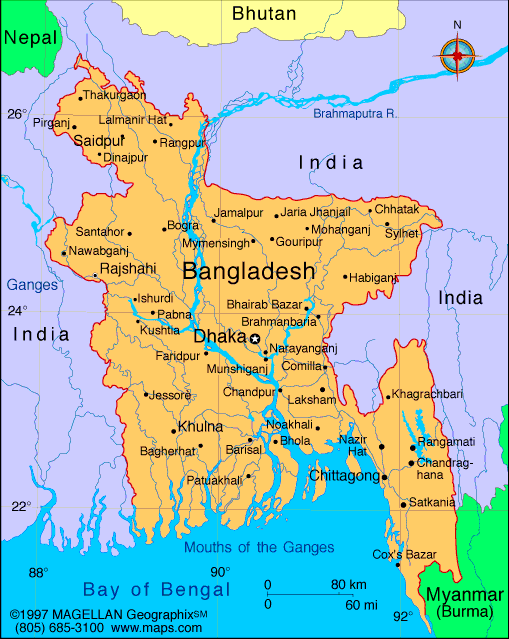 Bhutan
Nepal
N
Thakurgaon
26°
Lalmanir Hat
Brahmaputra R.
Pirganj
Saidpur
Rangpur
Dinajpur
India
Jamalpur
Jaria Jhanjail
Chhatak
Santahor
Bogra
Mohanganj
Sylhet
Mymensingh
Gouripur
Nawabganj
Rajshahi
Bangladesh
Habiganj
Ganges
Ishurdi
India
24°
Pabna
Bhairab Bazar
Kushtia
Brahmanbaria
India
Dhaka
Faridpur
Narayanganj
Munshiganj
Comilla
Jessore
Chandpur
Laksham
Khagrachbari
Khulna
Noakhali
Nazir
Hat
Rangamati
Bagherhat
Barisal
Bhola
Chandrag-
hana
Patuakhali
Chittagong
22°
Satkania
Mouths of the Ganges
Cox's Bazar
88°
90°
Bay of Bengal
0 80 km
0 60 mi
92°
Myanmar
(Burma)
©1997 MAGELLAN Geographix℠
(805) 685-3100 www.maps.com